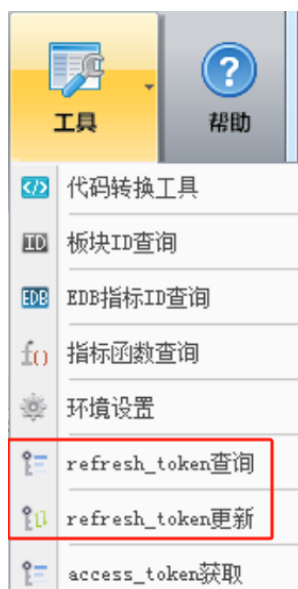 工具 帮助
</> 代码转换工具
ID 板块ID查询
EDB EDB指标ID查询
f() 指标函数查询
环境设置
refresh_token查询
refresh_token更新
access_token获取